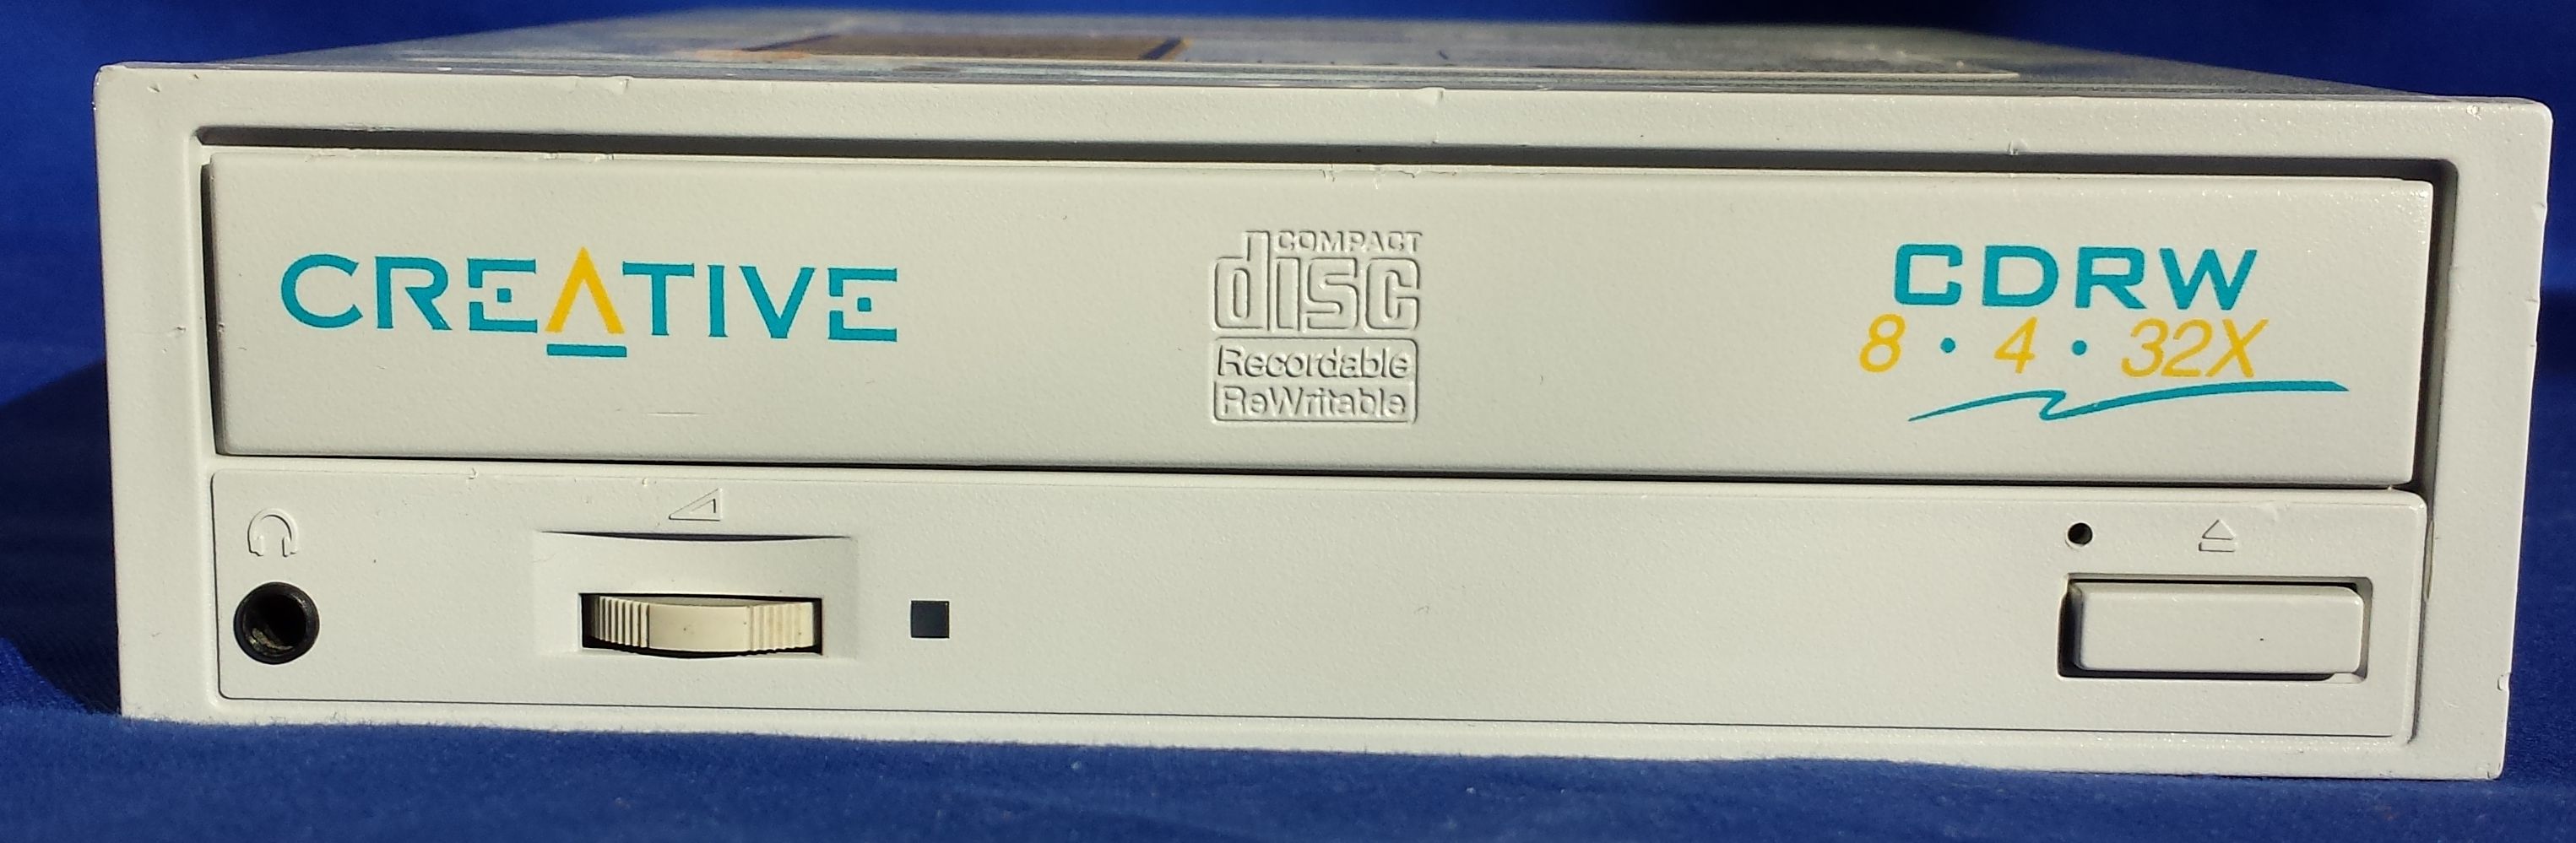 CREATIVE
COMPACT
disc
Recordable
ReWritable
CDRW
8 · 4 · 32X